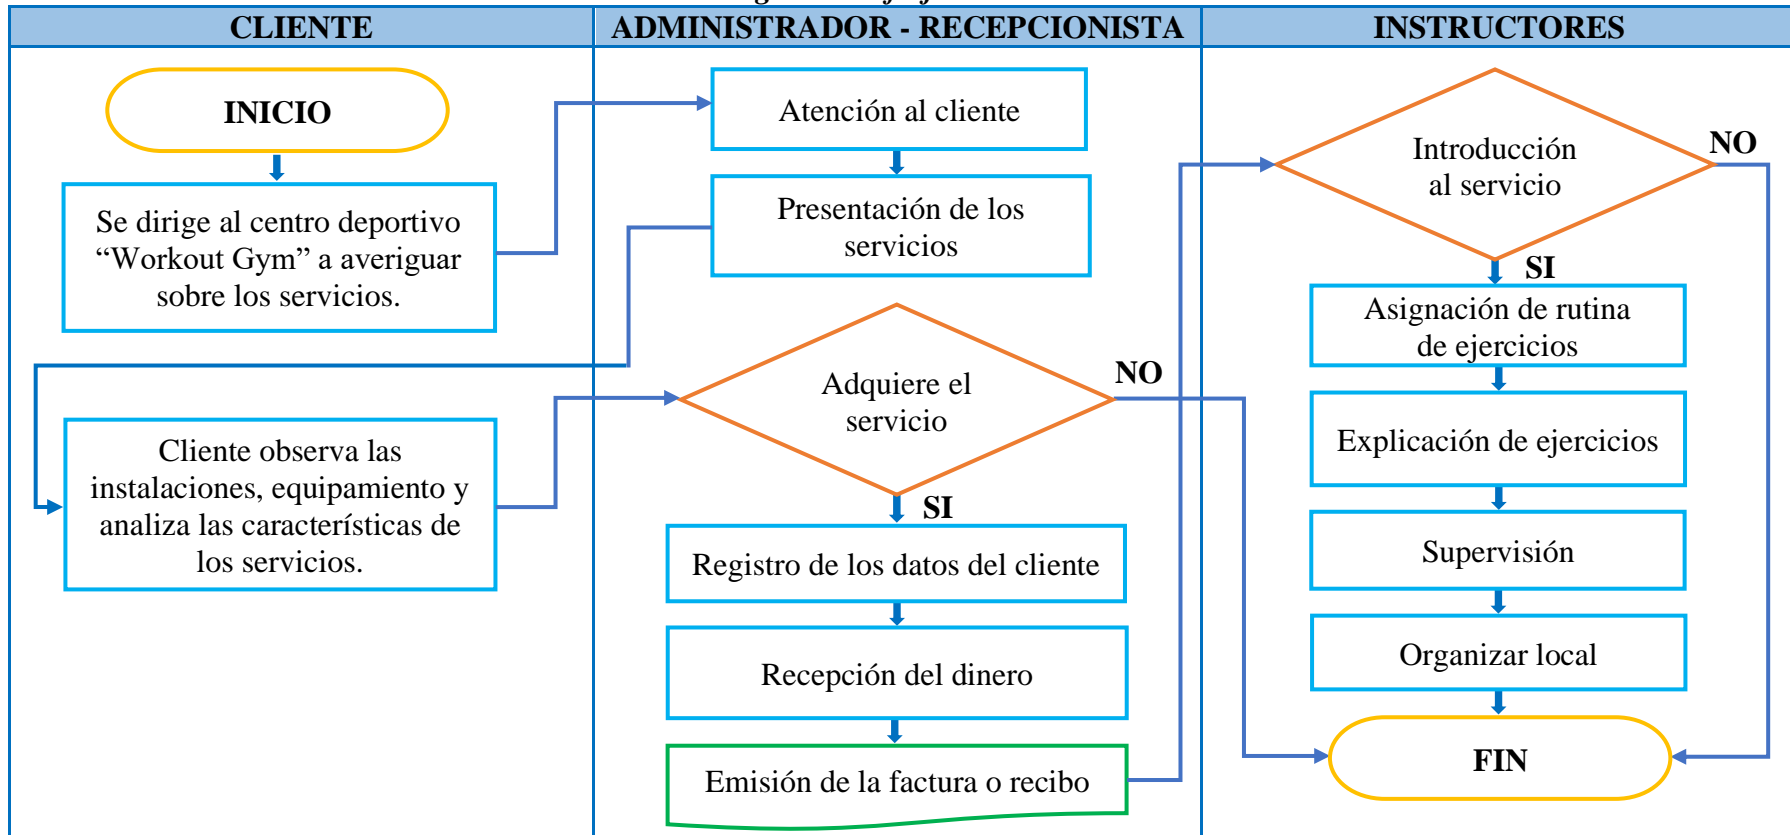 CLIENTE
ADMINISTRADOR - RECEPCIONISTA
INSTRUCTORES
INICIO
Se dirige al centro deportivo
“Workout Gym” a averiguar
sobre los servicios.
Cliente observa las
instalaciones, equipamiento y
analiza las características de
los servicios.
Atención al cliente
Presentación de los
servicios
Adquiere el
servicio
NO
SI
Registro de los datos del cliente
Recepción del dinero
Emisión de la factura o recibo
Introducción
al servicio
NO
SI
Asignación de rutina
de ejercicios
Explicación de ejercicios
Supervisión
Organizar local
FIN